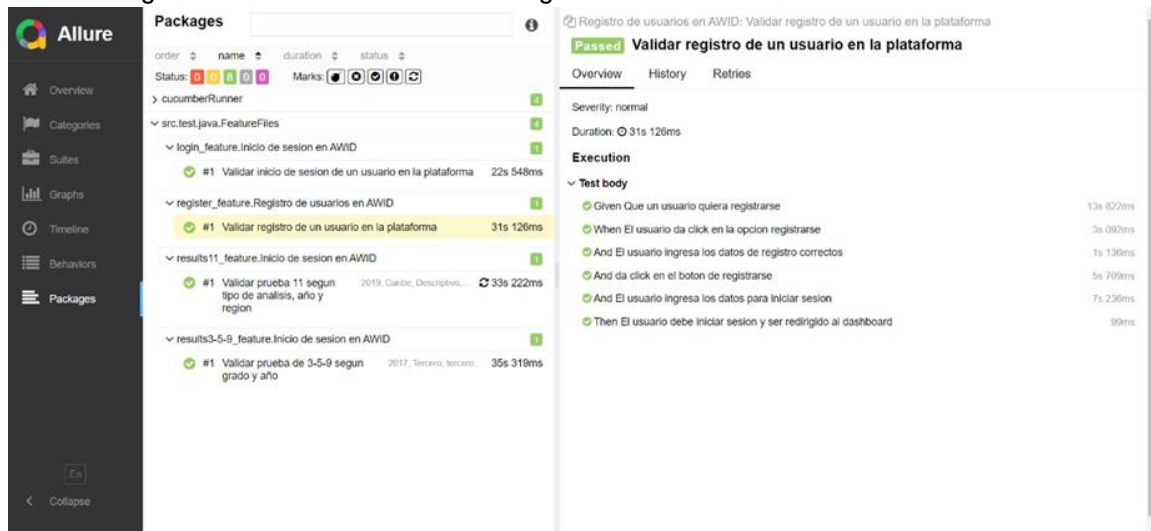 Allure
Overview
Categories
Suites
Graphs
Timeline
Behaviors
Packages
En
Collapse
Packages
order name duration status
Status: 0 0 8 0 0 Marks:
cucumberRunner 4
src.test.java.FeatureFiles 4
login_feature.Inicio de sesion en AWID 1
#1 Validar inicio de sesion de un usuario en la plataforma 22s 548ms
register_feature.Registro de usuarios en AWID 1
#1 Validar registro de un usuario en la plataforma 31s 126ms
results11_feature.Inicio de sesion en AWID 1
#1 Validar prueba 11 segun 2019, Caribe, Descriptivo,... 33s 222ms
tipo de analisis, año y
region
results3-5-9_feature.Inicio de sesion en AWID 1
#1 Validar prueba de 3-5-9 segun 2017, Tercero, tercero 35s 319ms
grado y año
Registro de usuarios en AWID: Validar registro de un usuario en la plataforma
Passed Validar registro de un usuario en la plataforma
Overview History Retries
Severity: normal
Duration: 31s 126ms
Execution
Test body
Given Que un usuario quiera registrarse 13s 822ms
When El usuario da click en la opcion registrarse 3s 092ms
And El usuario ingresa los datos de registro correctos 1s 136ms
And da click en el boton de registrarse 5s 709ms
And El usuario ingresa los datos para iniciar sesion 7s 236ms
Then El usuario debe iniciar sesion y ser redirigido al dashboard 99ms